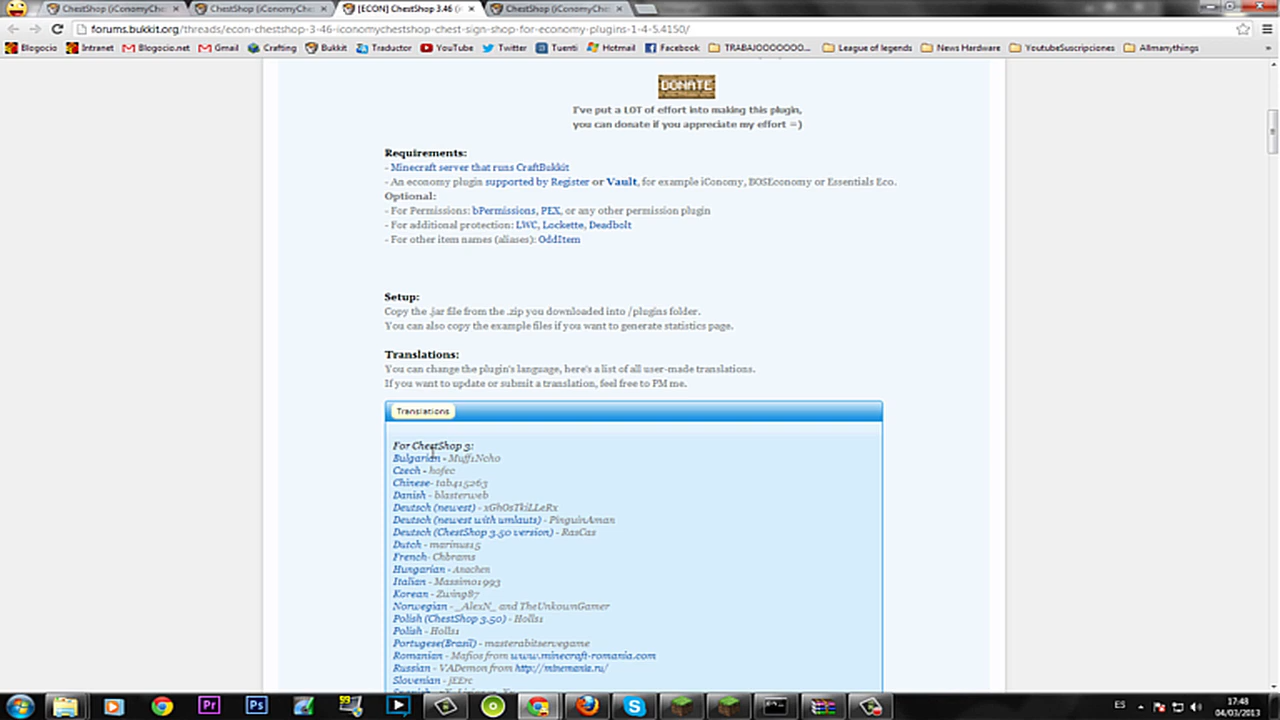 ChestShop (iConomyChe
ChestShop (iConomyChe
[ECON] ChestShop 3.46 (i
ChestShop (iConomyChe
forums.bukkit.org/threads/econ-chestshop-3-46-iconomychestshop-chest-sign-shop-for-economy-plugins-1-4-5.4150/
Blogocio
Intranet
Blogocio.net
Gmail
Crafting
Bukkit
Traductor
YouTube
Twitter
Tuenti
Hotmail
Facebook
TRABAJOOOOOOO...
League of legends
News Hardware
YoutubeSuscripciones
Allmanythings
DONATE
I've put a LOT of effort into making this plugin,
you can donate if you appreciate my effort =)
Requirements:
- Minecraft server that runs CraftBukkit
- An economy plugin supported by Register or Vault, for example iConomy, BOSEconomy or Essentials Eco.
Optional:
- For Permissions: bPermissions, PEX, or any other permission plugin
- For additional protection: LWC, Lockette, Deadbolt
- For other item names (aliases): OddItem
Setup:
Copy the .jar file from the .zip you downloaded into /plugins folder.
You can also copy the example files if you want to generate statistics page.
Translations:
You can change the plugin's language, here's a list of all user-made translations.
If you want to update or submit a translation, feel free to PM me.
Translations
For ChestShop 3:
Bulgarian - Muff1Ncho
Czech - hofec
Chinese- tab415263
Danish - blasterweb
Deutsch (newest) - xGhOsTkiLLeRx
Deutsch (newest with umlauts) - PinguinAman
Deutsch (ChestShop 3.50 version) - RasCas
Dutch - marinus15
French- Chbrams
Hungarian - Anachen
Italian - Massimo1993
Korean - Zwing87
Norwegian - _AlexN_ and TheUnkownGamer
Polish (ChestShop 3.50) -Holls1
Polish - Holls1
Portugese(Brasil) - masterabitservegame
Romanian - Mafios from www.minecraft-romania.com
Russian - VADemon from http://minemania.ru/
Slovenian - jEErc
ES
17:48
04/03/2013